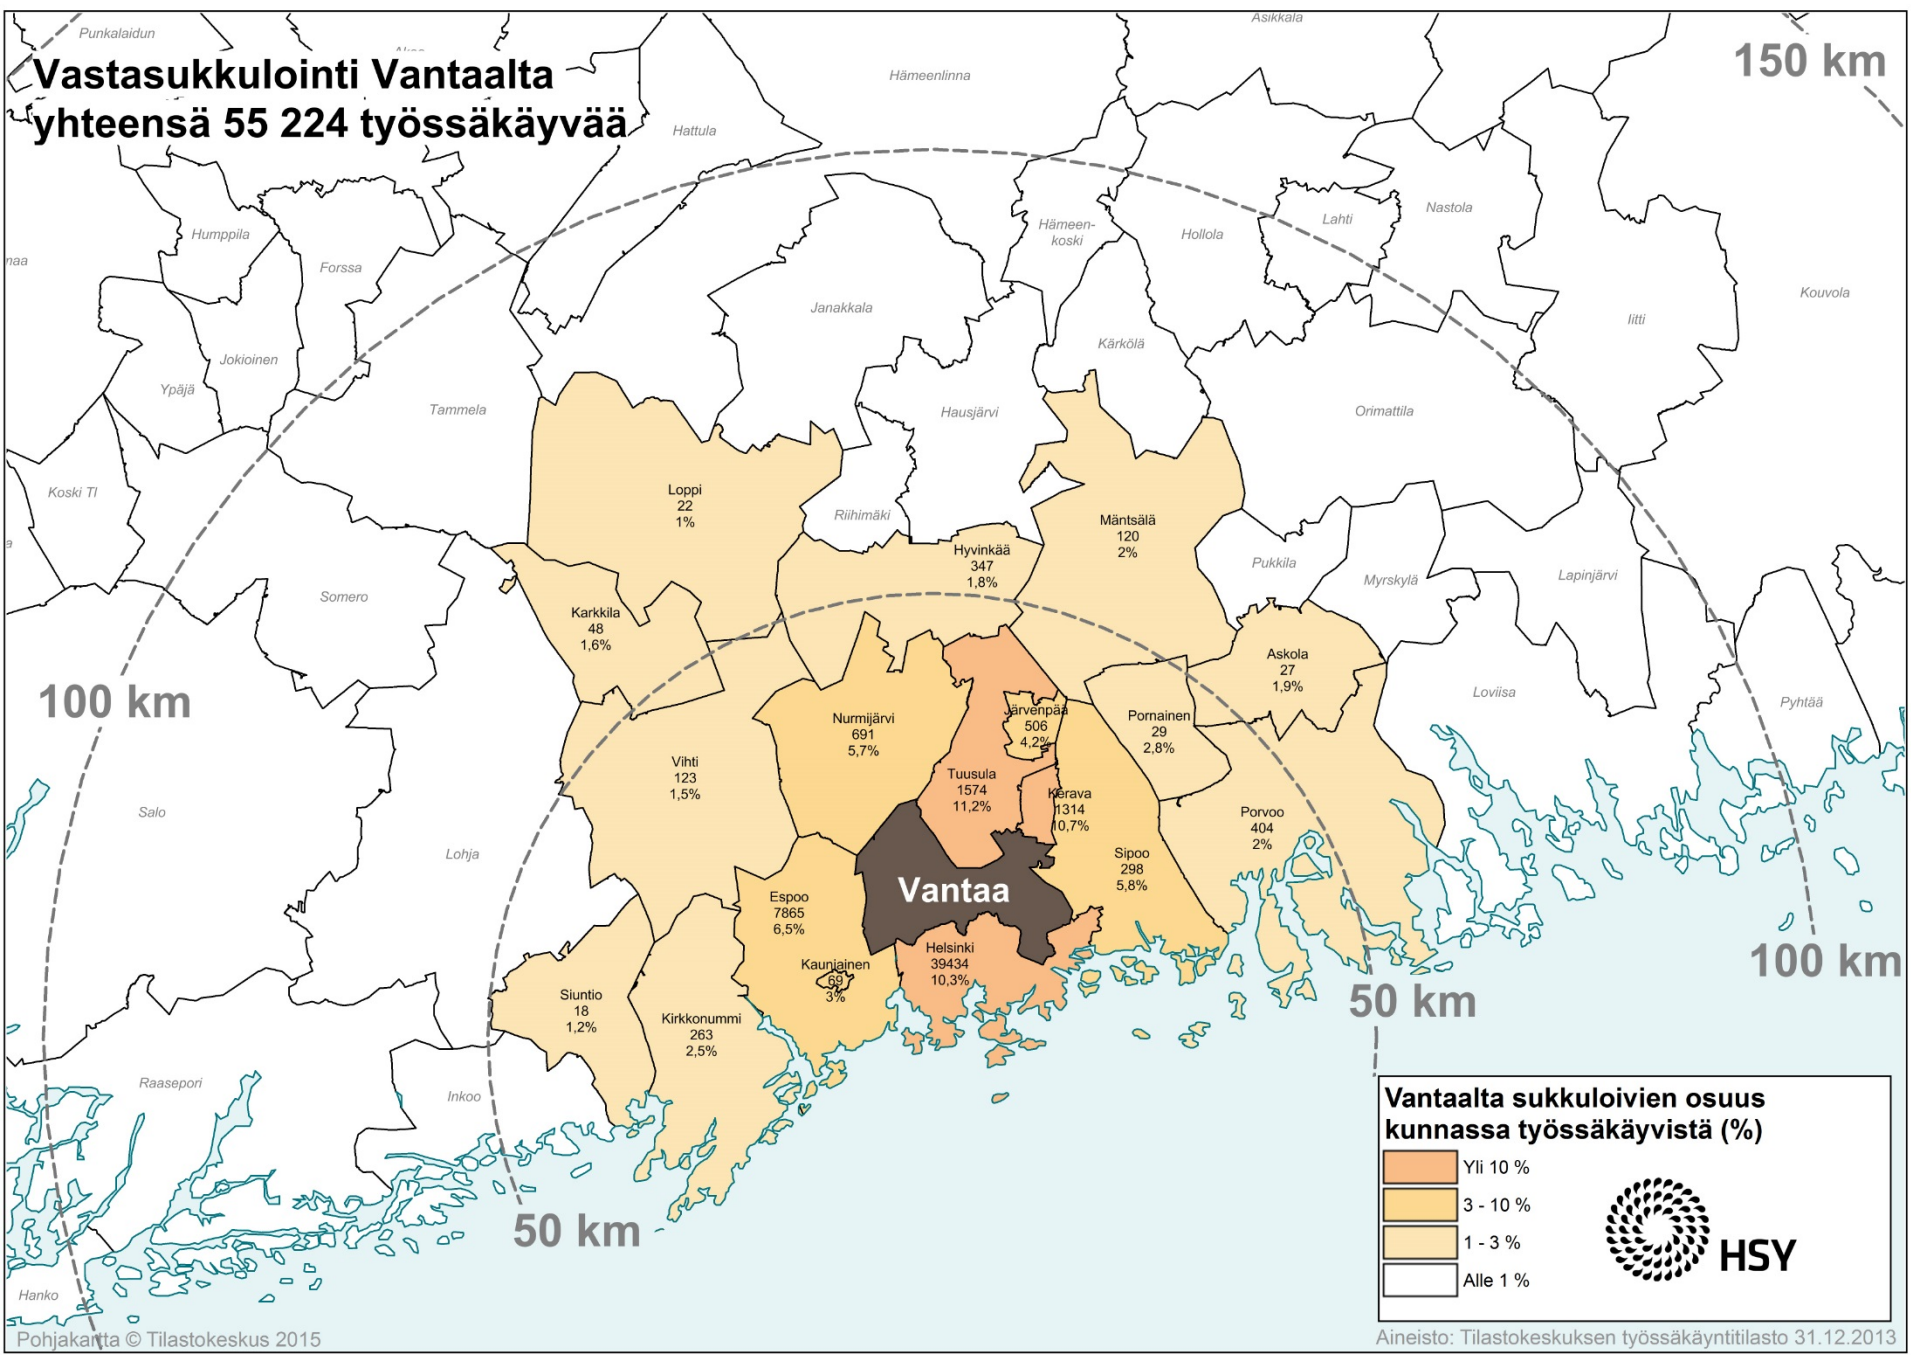 Punkalaidun
Asikkala
Vastasukkulointi Vantaalta
yhteensä 55 224 työssäkäyvää
150 km
Hämeenlinna
Hattula
Humppila
Forssa
Hämeen-
koski
Hollola
Lahti
Nastola
Kouvola
Iitti
Janakkala
Kärkölä
Jokioinen
Ypäjä
Tammela
Hausjärvi
Orimattila
Koski Tl
Loppi
22
1%
Riihimäki
Mäntsälä
120
2%
Hyvinkää
347
1,8%
Pukkila
Myrskylä
Lapinjärvi
Somero
Karkkila
48
1,6%
Askola
27
1,9%
Loviisa
Pyhtää
100 km
Nurmijärvi
691
5,7%
Järvenpää
506
4,2%
Pornainen
29
2,8%
Vihti
123
1,5%
Tuusula
1574
11,2%
Kerava
1314
10,7%
Salo
Lohja
Porvoo
404
2%
Sipoo
298
5,8%
Vantaa
Espoo
7865
6,5%
Helsinki
39434
10,3%
Kauniainen
69
3%
100 km
50 km
Siuntio
18
1,2%
Kirkkonummi
263
2,5%
Raasepori
Inkoo
50 km
Hanko
Vantaalta sukkuloivien osuus
kunnassa työssäkäyvistä (%)
Yli 10 %
3 - 10 %
1 - 3 %
Alle 1 %
HSY
Pohjakartta © Tilastokeskus 2015
Aineisto: Tilastokeskuksen työssäkäyntitilasto 31.12.2013